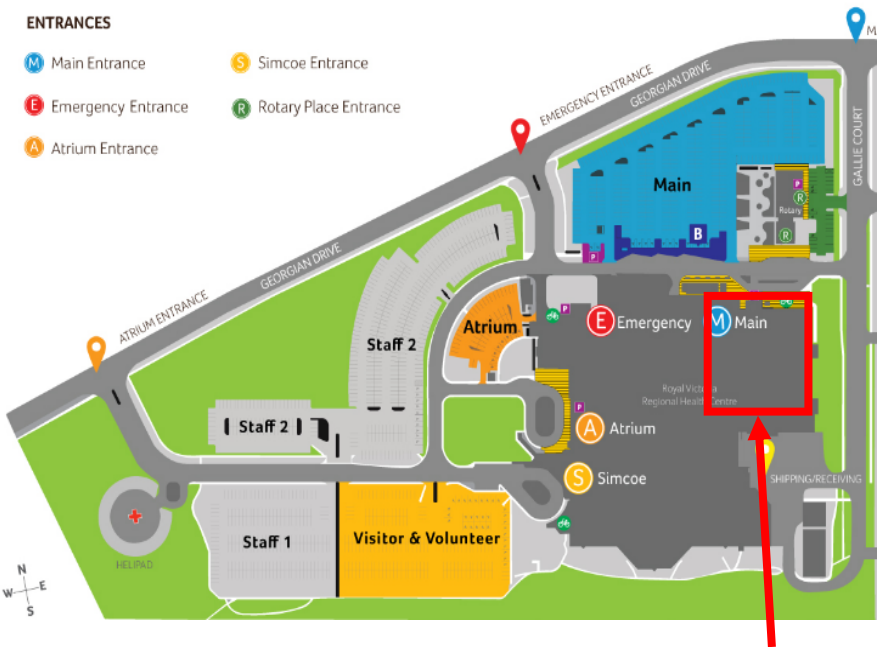 ENTRANCES
M Main Entrance
S Simcoe Entrance
E Emergency Entrance
R Rotary Place Entrance
A Atrium Entrance
M
EMERGENCY ENTRANCE
GEORGIAN DRIVE
GALLIE COURT
Main
P
R
Rotary
R
B
P
GEORGIAN DRIVE
ATRIUM ENTRANCE
Atrium
P
E Emergency
M Main
Staff 2
Royal Victoria
Regional Health Centre
P
A Atrium
Staff 2
S Simcoe
SHIPPING/RECEIVING
Staff 1
Visitor & Volunteer
HELIPAD
N
W E
S